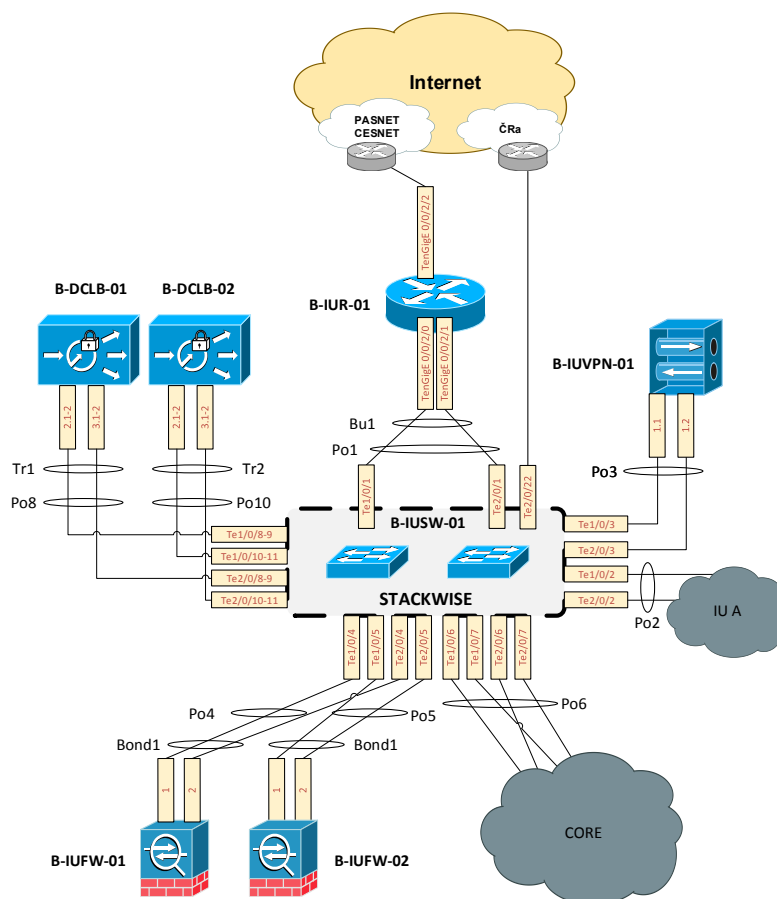 Internet
PASNET
CESNET
ČRa
TenGigE 0/0/2/2
B-DCLB-01
B-DCLB-02
B-IUR-01
B-IUVPN-01
TenGigE 0/0/2/0
TenGigE 0/0/2/1
2.1-2
3.1-2
2.1-2
3.1-2
1.1
1.2
Bu1
Po1
Tr1
Tr2
Po3
Po8
Po10
Te1/0/1
Te2/0/1
Te2/0/22
B-IUSW-01
Te1/0/8-9
Te1/0/10-11
Te2/0/8-9
Te2/0/10-11
Te1/0/3
Te2/0/3
Te1/0/2
Te2/0/2
STACKWISE
Po2
IU A
Te1/0/4
Te1/0/5
Te2/0/4
Te2/0/5
Te1/0/6
Te1/0/7
Te2/0/6
Te2/0/7
Po4
Po5
Po6
Bond1
Bond1
1
2
1
2
CORE
B-IUFW-01
B-IUFW-02